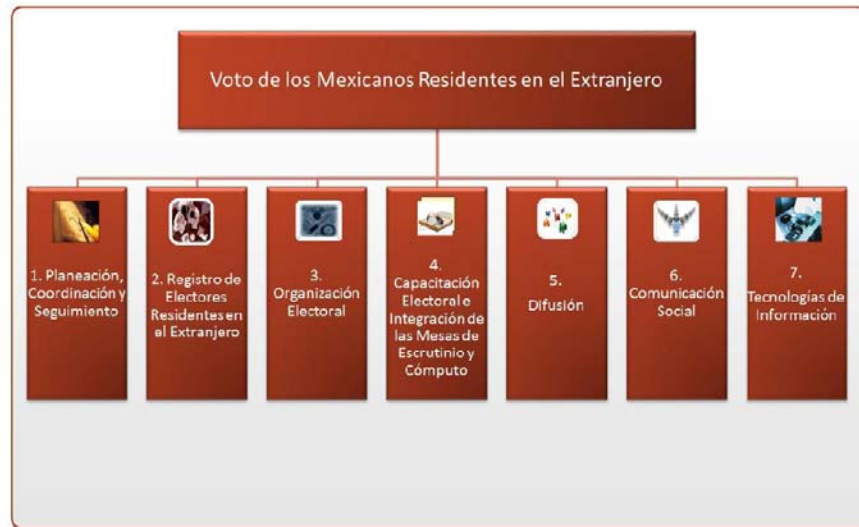 Voto de los Mexicanos Residentes en el Extranjero
1. Planeación,
Coordinación y
Seguimiento
2. Registro de
Electores
Residentes en
el Extranjero
3.
Organización
Electoral
4.
Capacitación
Electoral e
Integración de
las Mesas de
Escrutinio y
Cómputo
5.
Difusión
6.
Comunicación
Social
7.
Tecnologías de
Información